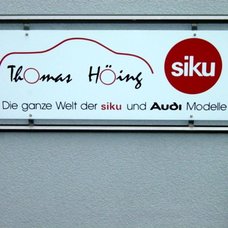 Thomas Höing
siku
Die ganze Welt der siku und Audi Modelle